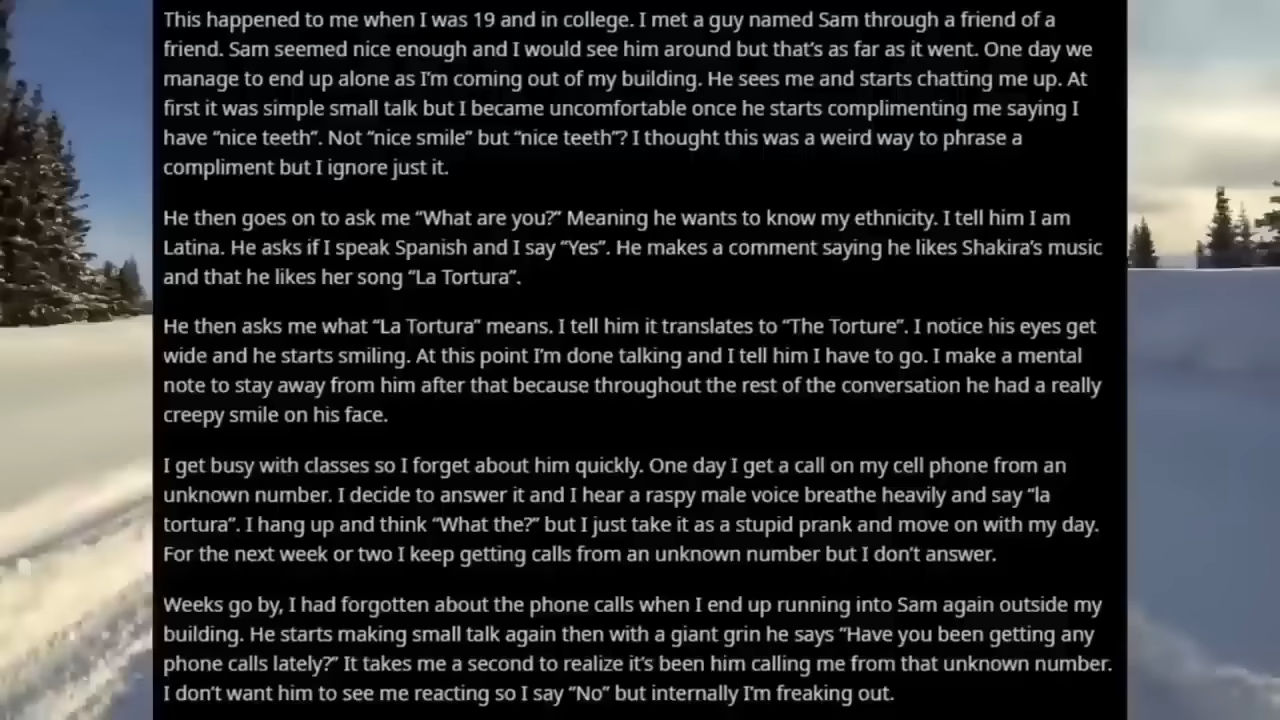 This happened to me when I was 19 and in college. I met a guy named Sam through a friend of a
friend. Sam seemed nice enough and I would see him around but that's as far as it went. One day we
manage to end up alone as I'm coming out of my building. He sees me and starts chatting me up. At
first it was simple small talk but I became uncomfortable once he starts complimenting me saying I
have “nice teeth”. Not “nice smile” but “nice teeth”? I thought this was a weird way to phrase a
compliment but I ignore just it.
He then goes on to ask me “What are you?” Meaning he wants to know my ethnicity. I tell him I am
Latina. He asks if I speak Spanish and I say “Yes”. He makes a comment saying he likes Shakira’s music
and that he likes her song “La Tortura”.
He then asks me what “La Tortura” means. I tell him it translates to “The Torture”. I notice his eyes get
wide and he starts smiling. At this point I’m done talking and I tell him I have to go. I make a mental
note to stay away from him after that because throughout the rest of the conversation he had a really
creepy smile on his face.
I get busy with classes so I forget about him quickly. One day I get a call on my cell phone from an
unknown number. I decide to answer it and I hear a raspy male voice breathe heavily and say “la
tortura”. I hang up and think “What the?” but I just take it as a stupid prank and move on with my day.
For the next week or two I keep getting calls from an unknown number but I don’t answer.
Weeks go by, I had forgotten about the phone calls when I end up running into Sam again outside my
building. He starts making small talk again then with a giant grin he says “Have you been getting any
phone calls lately?” It takes me a second to realize it’s been him calling me from that unknown number.
I don’t want him to see me reacting so I say “No” but internally I’m freaking out.